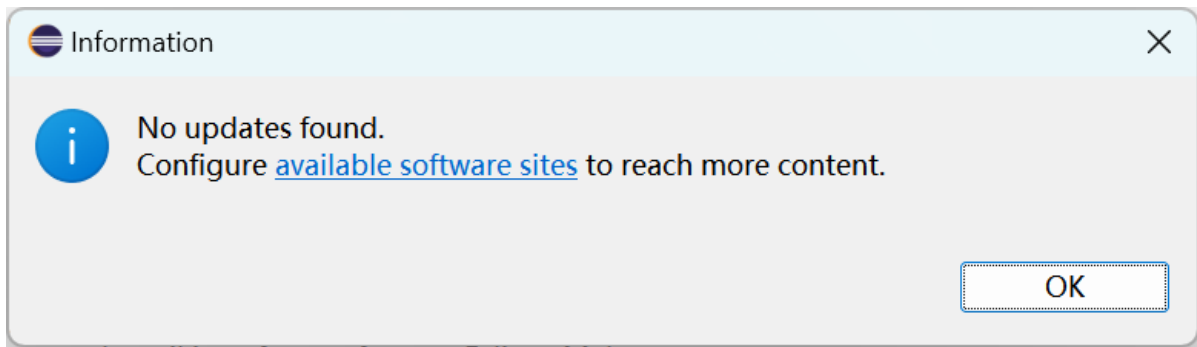 Information
No updates found.
Configure available software sites to reach more content.
OK